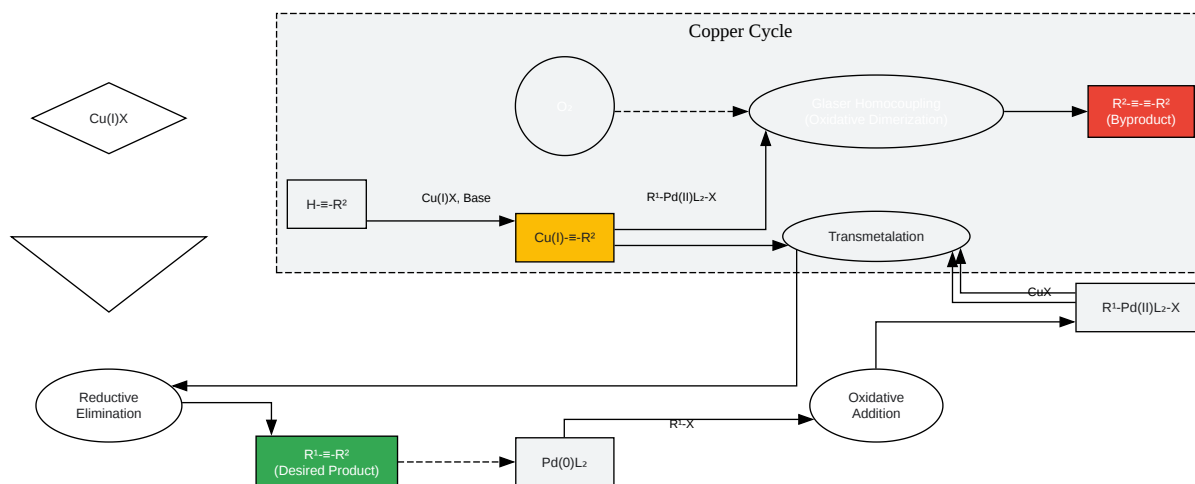 Copper Cycle
Cu(I)X
O₂
Glaser Homocoupling
(Oxidative Dimerization)
R²-≡-≡-R²
(Byproduct)
H-≡-R²
Cu(I)X, Base
Cu(I)-≡-R²
R¹-Pd(II)L₂-X
Transmetalation
CuX
R¹-Pd(II)L₂-X
Reductive
Elimination
Oxidative
Addition
R¹-X
R¹-≡-R²
(Desired Product)
Pd(0)L₂